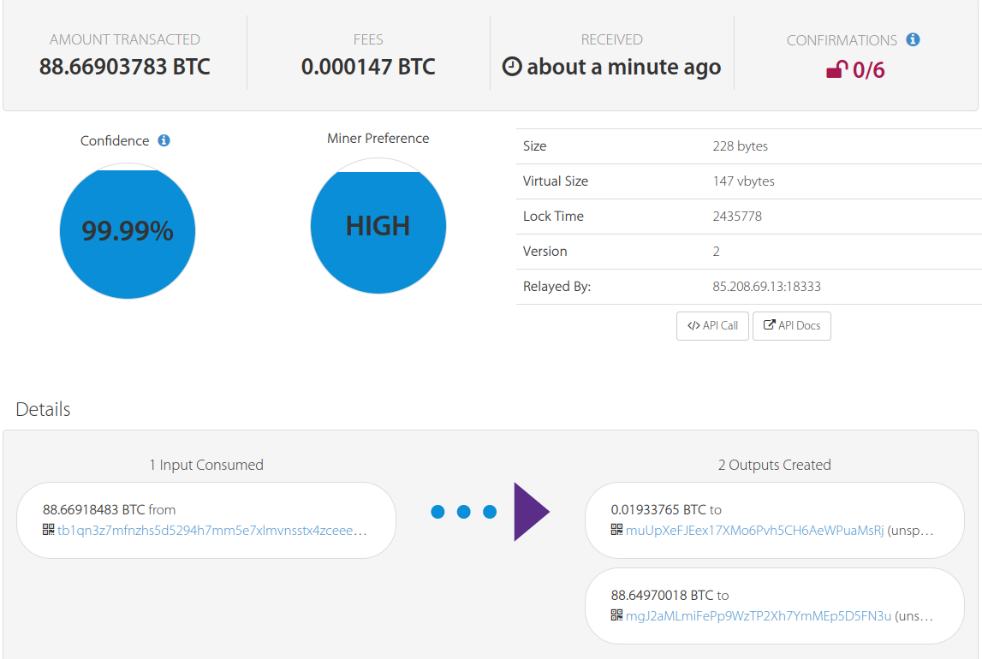 AMOUNT TRANSACTED
88.66903783 BTC
FEES
0.000147 BTC
RECEIVED
about a minute ago
CONFIRMATIONS
0/6
Confidence
99.99%
Miner Preference
HIGH
Size 228 bytes
Virtual Size 147 vbytes
Lock Time 2435778
Version 2
Relayed By: 85.208.69.13:18333
</> API Call
API Docs
Details
1 Input Consumed
88.66918483 BTC from
tb1qn3z7mfnzhs5d5294h7mm5e7xlmvnsstx4zceee...
2 Outputs Created
0.01933765 BTC to
muUpXeFJEex17XMo6Pvh5CH6AeWPuaMsRj (unsp...
88.64970018 BTC to
mgJ2aMLmiFePp9WzTP2Xh7YmMEp5D5FN3u (uns...